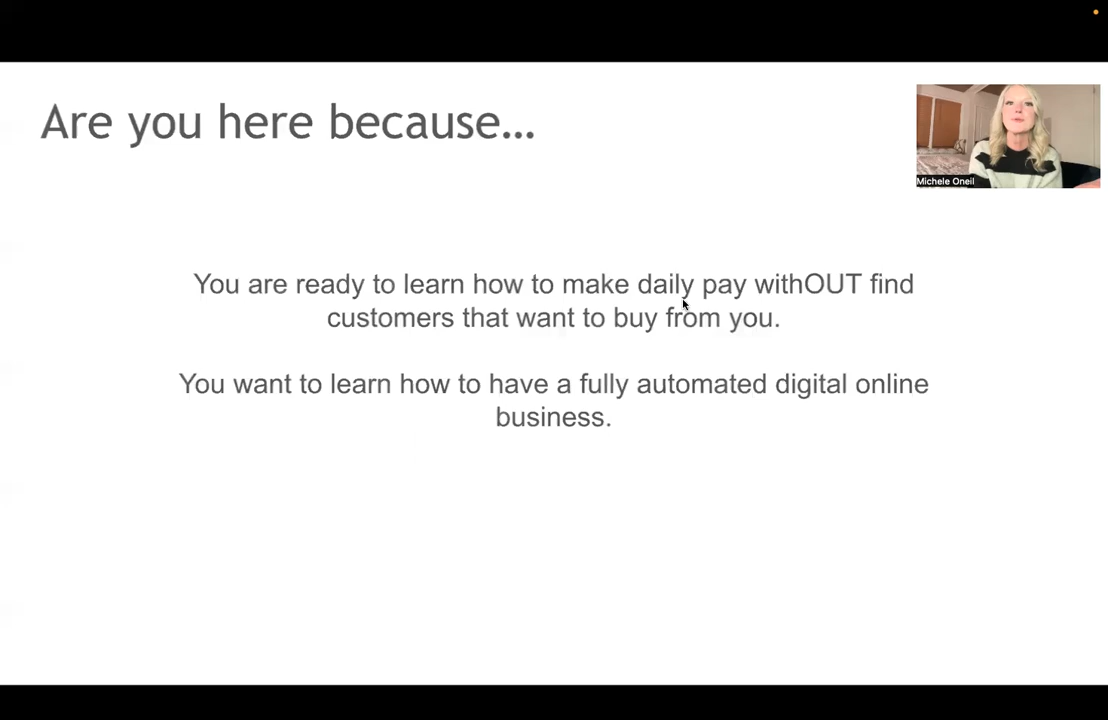 Are you here because...
Michele Oneil
You are ready to learn how to make daily pay withOUT find
customers that want to buy from you.
You want to learn how to have a fully automated digital online
business.